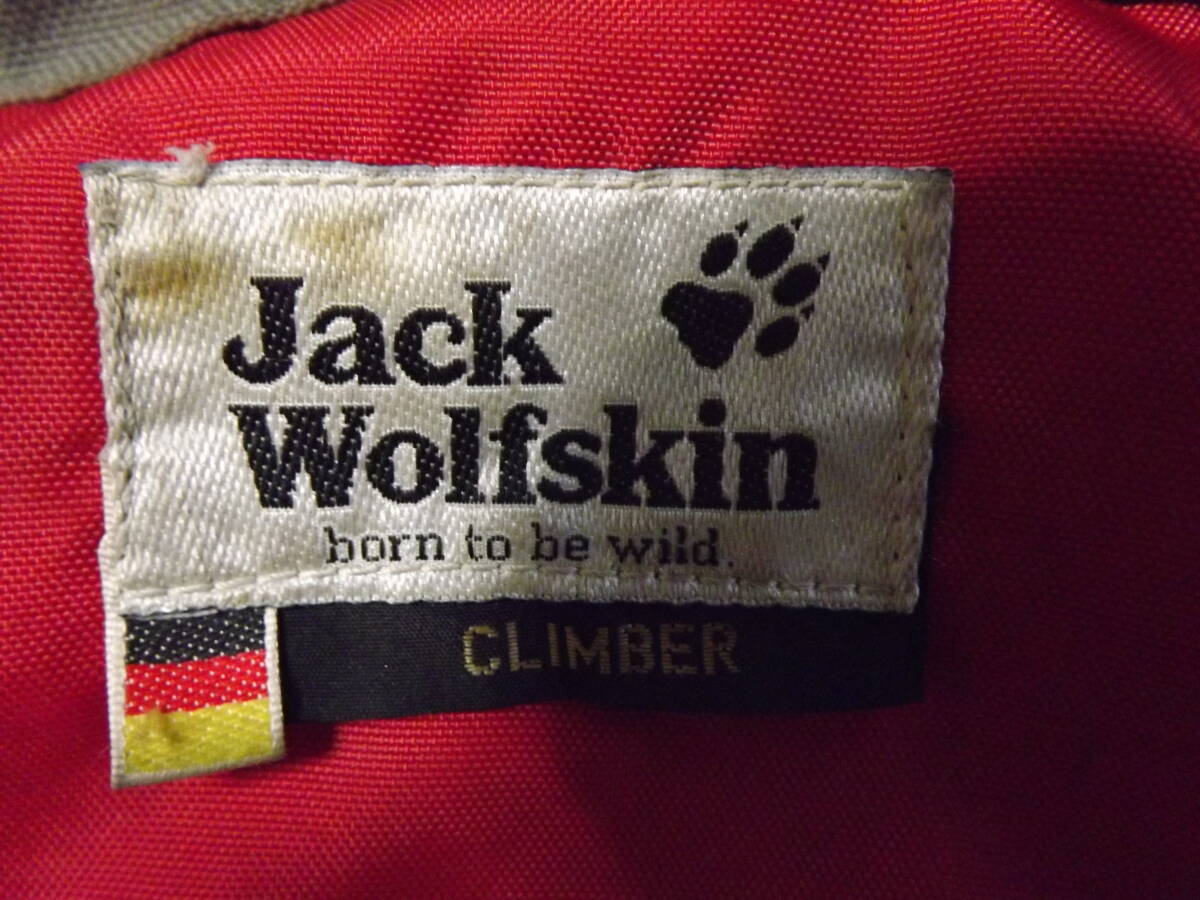 Jack
Wolfskin
born to be wild.
CLIMBER